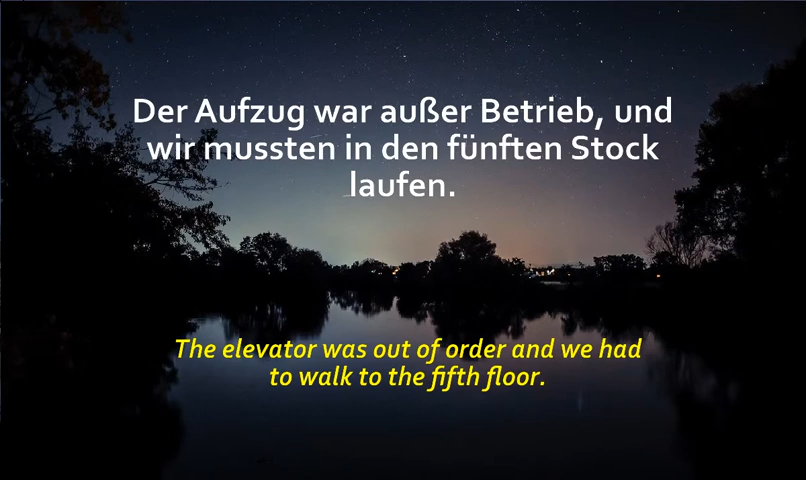 Der Aufzug war außer Betrieb, und
wir mussten in den fünften Stock
laufen.
The elevator was out of order and we had
to walk to the fifth floor.